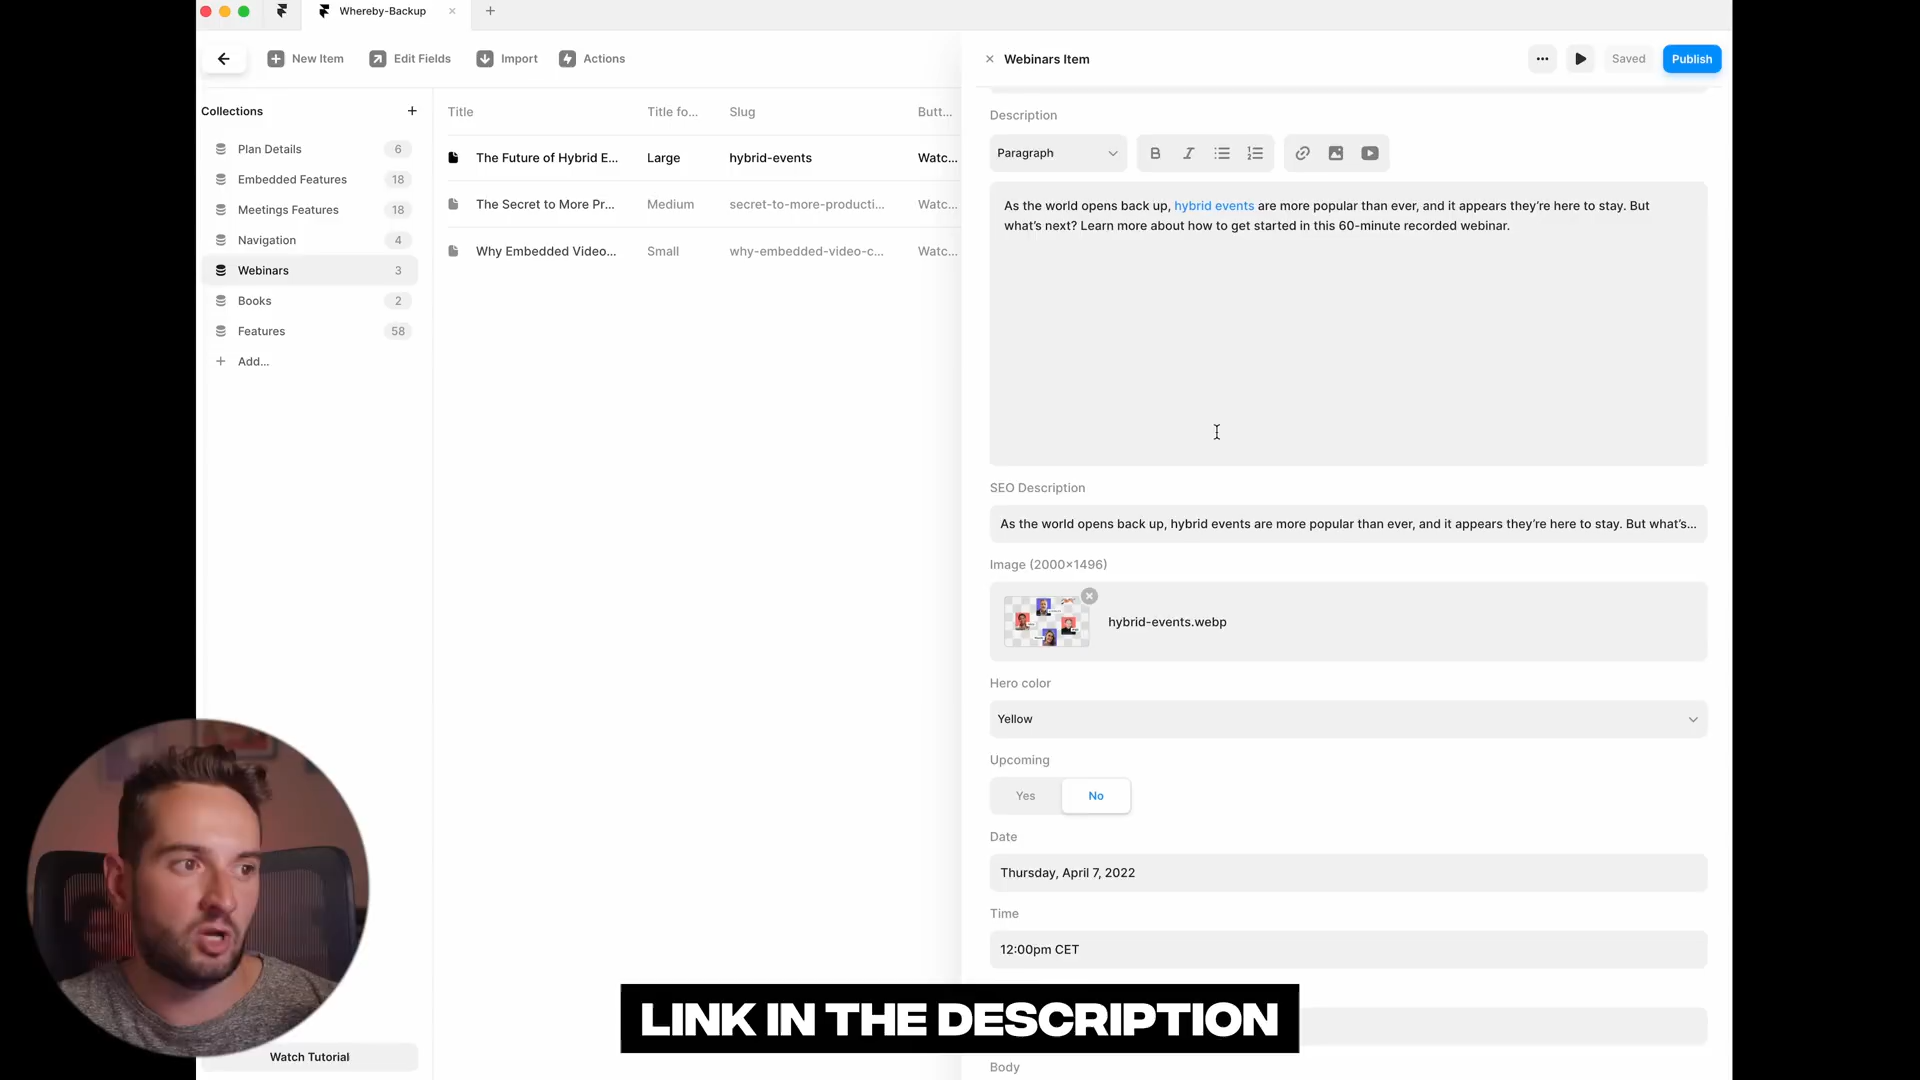 Whereby-Backup
New Item
Edit Fields
Import
Actions
Webinars Item
Saved
Publish
Collections
Plan Details 6
Embedded Features 18
Meetings Features 18
Navigation 4
Webinars 3
Books 2
Features 58
Add...
Watch Tutorial
Title Title fo... Slug Butt...
The Future of Hybrid E... Large hybrid-events Watc...
The Secret to More Pr... Medium secret-to-more-producti... Watc...
Why Embedded Video... Small why-embedded-video-c... Watc...
Description
Paragraph
B I
As the world opens back up, hybrid events are more popular than ever, and it appears they’re here to stay. But
what’s next? Learn more about how to get started in this 60-minute recorded webinar.
SEO Description
As the world opens back up, hybrid events are more popular than ever, and it appears they’re here to stay. But what’s...
Image (2000×1496)
hybrid-events.webp
Hero color
Yellow
Upcoming
Yes No
Date
Thursday, April 7, 2022
Time
12:00pm CET
LINK IN THE DESCRIPTION
Body